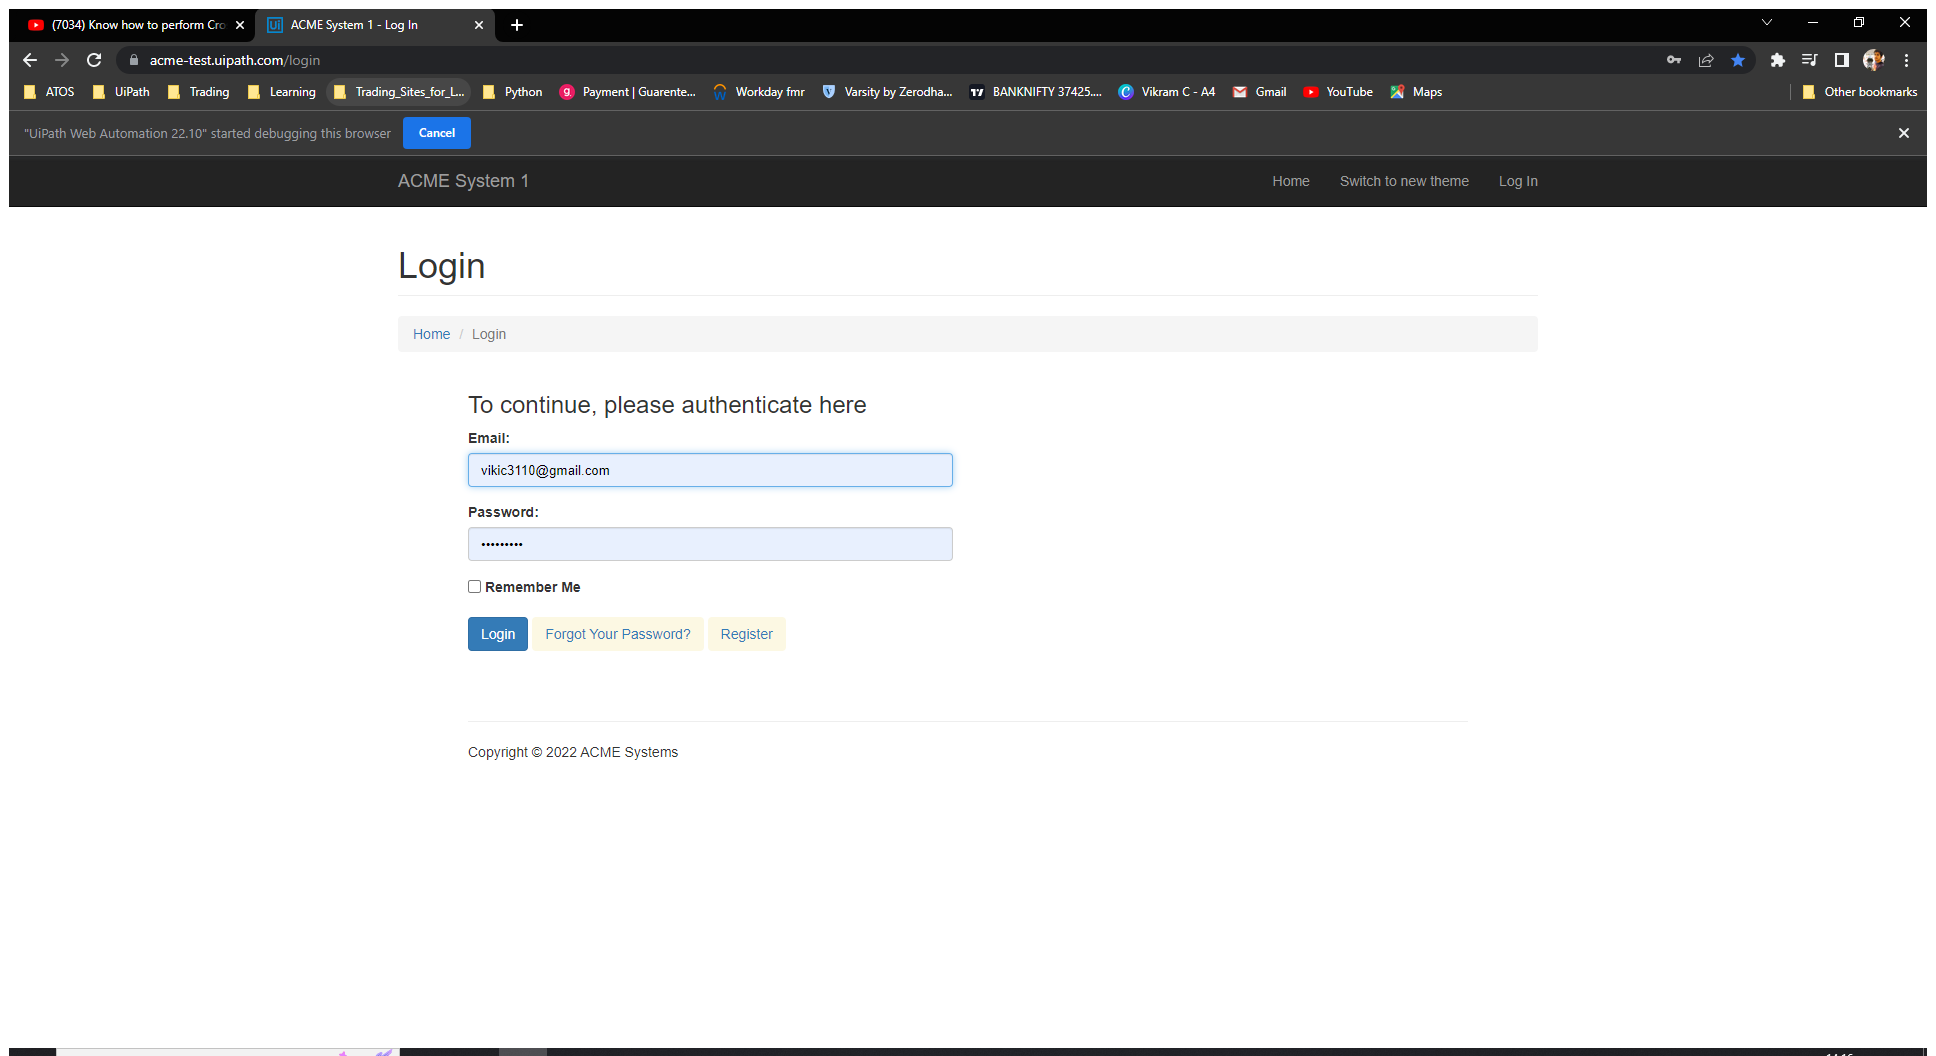 (7034) Know how to perform Cro
ACME System 1 - Log In
acme-test.uipath.com/login
ATOS
UiPath
Trading
Learning
Trading_Sites_for_L...
Python
Payment | Guarente...
Workday fmr
Varsity by Zerodha...
BANKNIFTY 37425....
Vikram C - A4
Gmail
YouTube
Maps
Other bookmarks
"UiPath Web Automation 22.10" started debugging this browser
Cancel
ACME System 1
Home
Switch to new theme
Log In
Login
Home / Login
To continue, please authenticate here
Email:
vikic3110@gmail.com
Password:
•••••••••
Remember Me
Login
Forgot Your Password?
Register
Copyright © 2022 ACME Systems